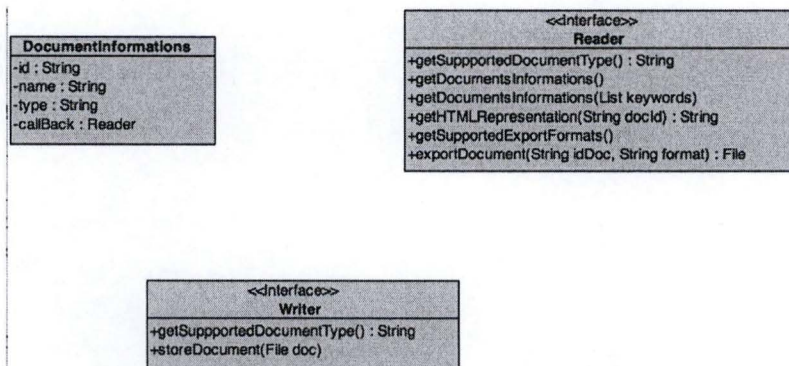 DocumentInformations
-id : String
-name : String
-type : String
-callBack : Reader
<<Interface>>
Reader
+getSuppportedDocumentType() : String
+getDocumentsInformations()
+getDocumentsInformations(List keywords)
+getHTMLRepresentation(String docId) : String
+getSupportedExportFormats()
+exportDocument(String idDoc, String format) : File
<<Interface>>
Writer
+getSuppportedDocumentType() : String
+storeDocument(File doc)